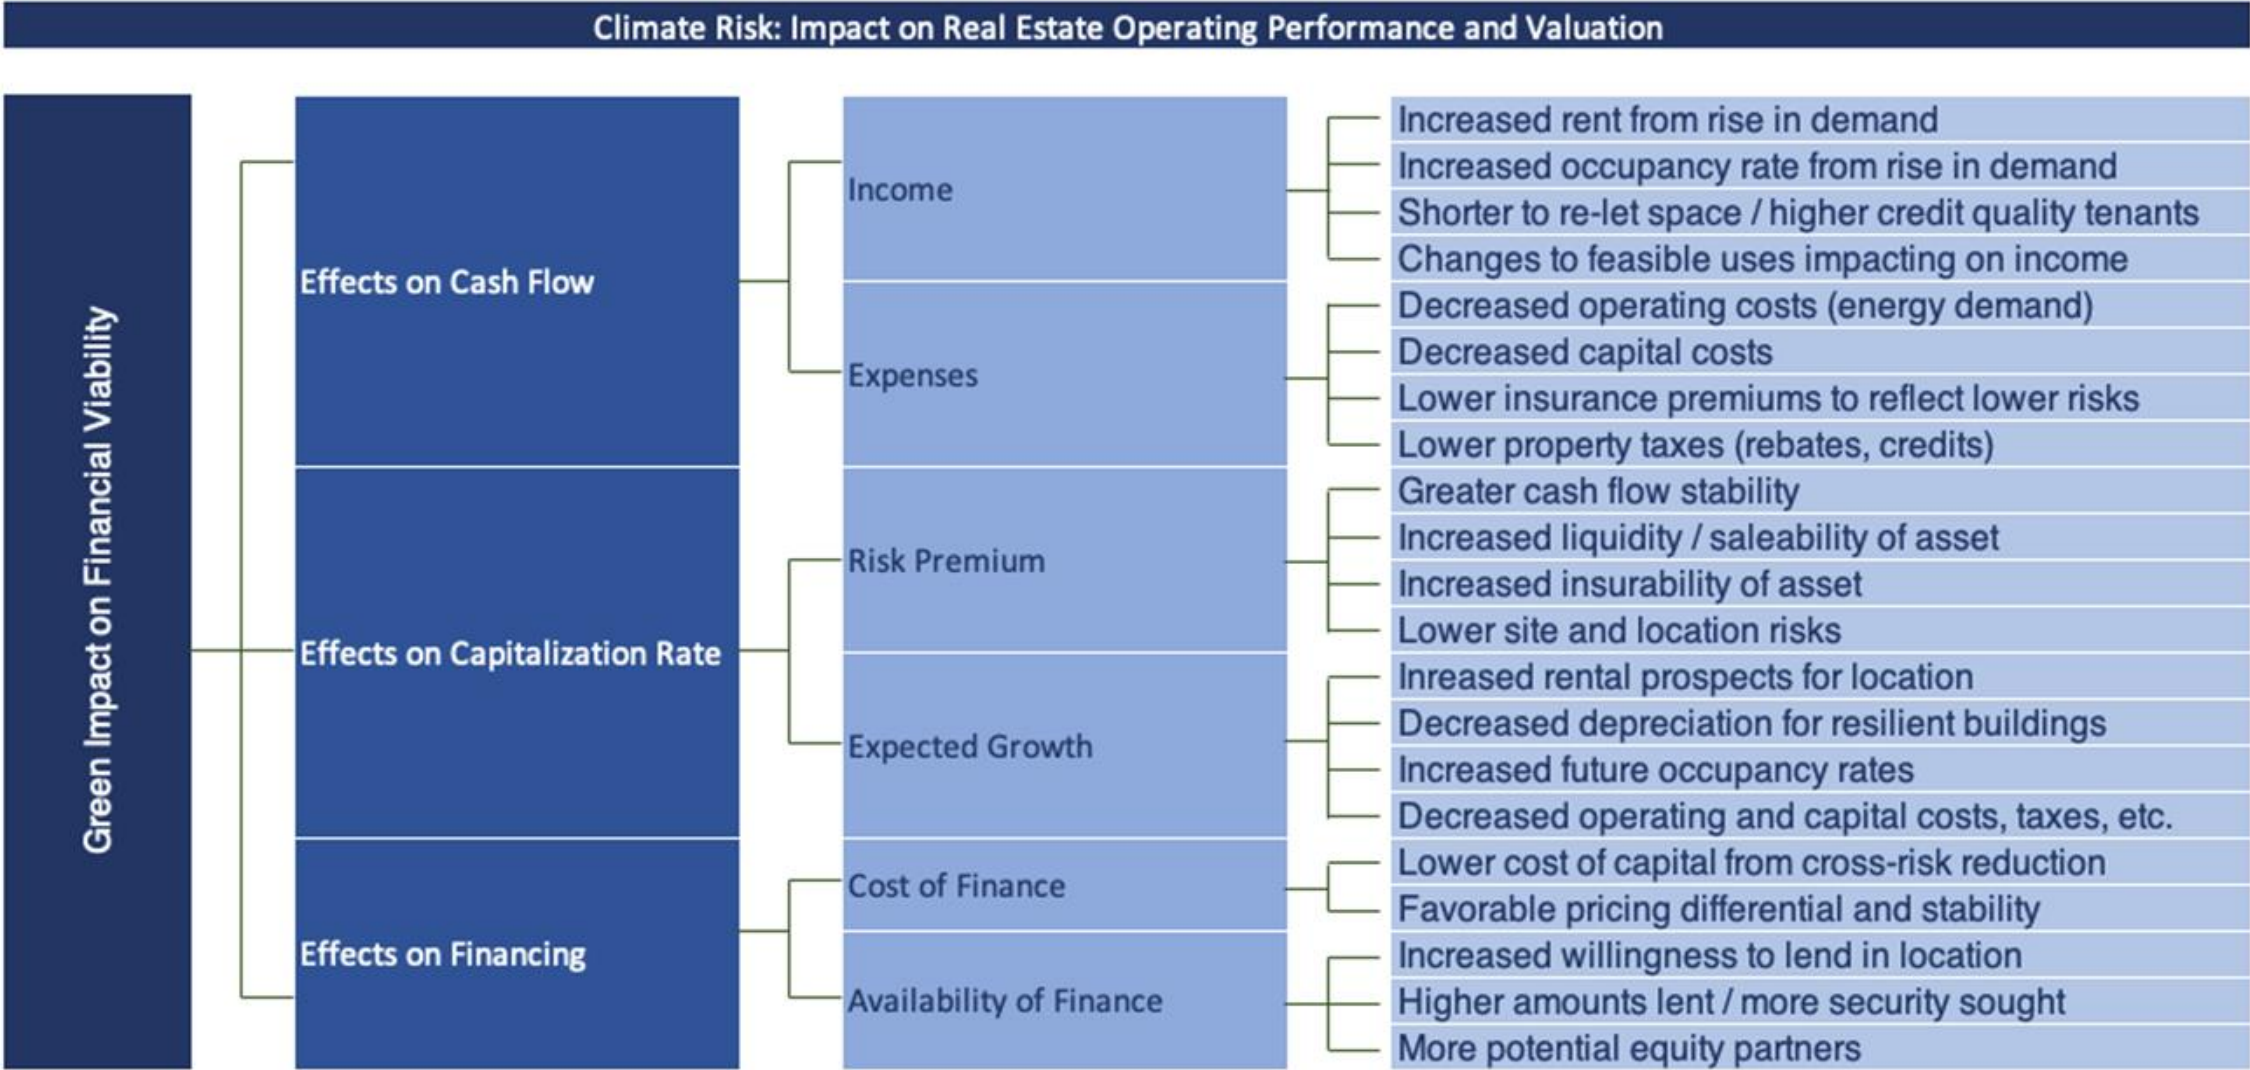 Climate Risk: Impact on Real Estate Operating Performance and Valuation
Green Impact on Financial Viability
Effects on Cash Flow
Income
Increased rent from rise in demand
Increased occupancy rate from rise in demand
Shorter to re-let space / higher credit quality tenants
Changes to feasible uses impacting on income
Expenses
Decreased operating costs (energy demand)
Decreased capital costs
Lower insurance premiums to reflect lower risks
Lower property taxes (rebates, credits)
Effects on Capitalization Rate
Risk Premium
Greater cash flow stability
Increased liquidity / saleability of asset
Increased insurability of asset
Lower site and location risks
Expected Growth
Inreased rental prospects for location
Decreased depreciation for resilient buildings
Increased future occupancy rates
Decreased operating and capital costs, taxes, etc.
Effects on Financing
Cost of Finance
Lower cost of capital from cross-risk reduction
Favorable pricing differential and stability
Availability of Finance
Increased willingness to lend in location
Higher amounts lent / more security sought
More potential equity partners